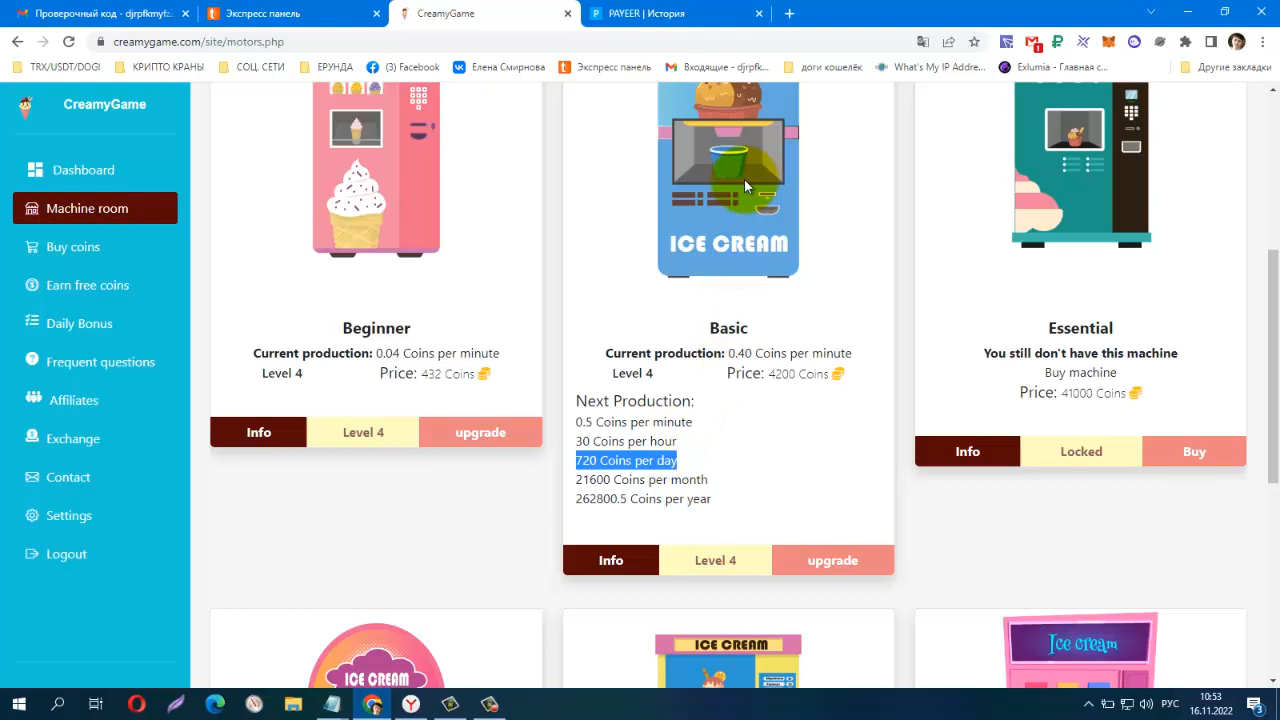 Проверочный код - djrpfkmyfz
Экспресс панель
CreamyGame
PAYEER | История
creamygame.com/site/motors.php
TRX/USDT/DOGI
КРИПТО КРАНЫ
СОЦ. СЕТИ
ЕРУНДА
(3) Facebook
Елена Смирнова
Экспресс панель
Входящие - djrpfkm...
доги кошелёк
What's My IP Addre...
Exlumia - Главная с...
Другие закладки
CreamyGame
Dashboard
Machine room
Buy coins
Earn free coins
Daily Bonus
Frequent questions
Affiliates
Exchange
Contact
Settings
Logout
Beginner
Current production: 0.04 Coins per minute
Level 4 Price: 432 Coins
Info Level 4 upgrade
ICE CREAM
Basic
Current production: 0.40 Coins per minute
Level 4 Price: 4200 Coins
Next Production:
0.5 Coins per minute
30 Coins per hour
720 Coins per day
21600 Coins per month
262800.5 Coins per year
Info Level 4 upgrade
Essential
You still don't have this machine
Buy machine
Price: 41000 Coins
Info Locked Buy
ICE CREAM
ICE CREAM
Ice cream
РУС
10:53
16.11.2022
3